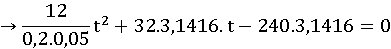 → 12/0,2.0,05 t² + 32.3,1416. t − 240.3,1416 = 0